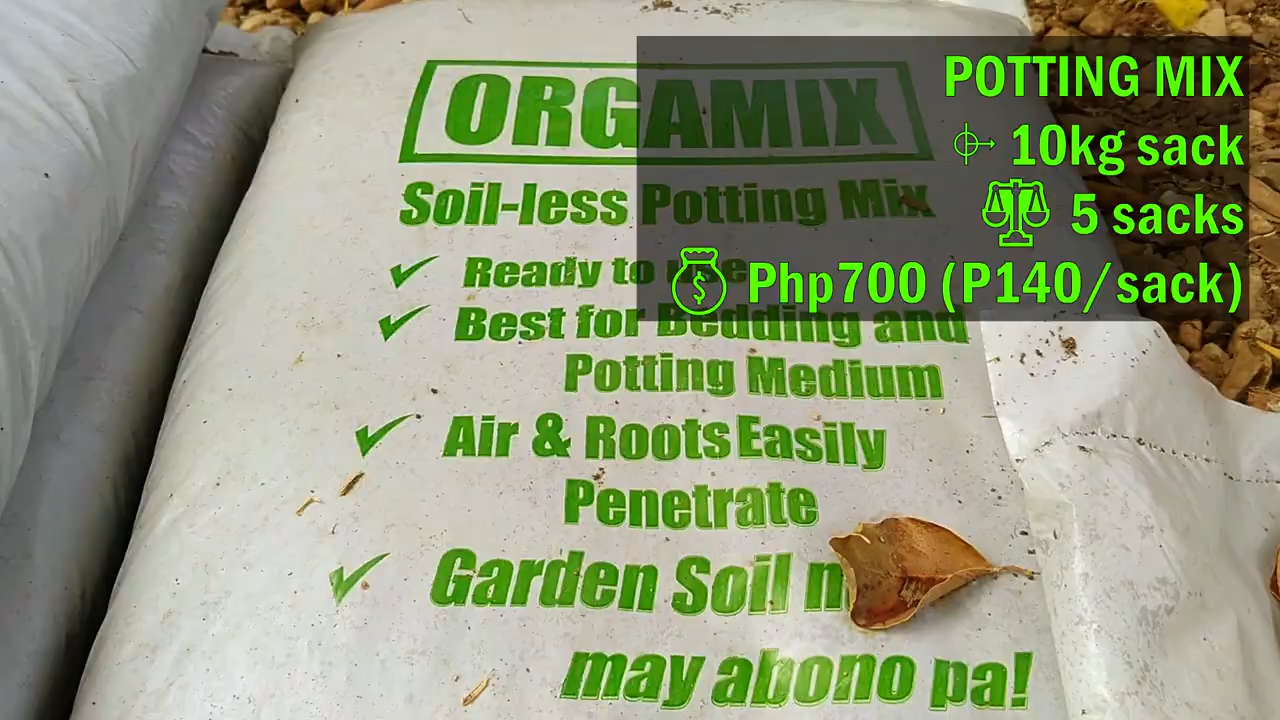 ORGAMIX
Soil-less Potting Mix
✓ Ready to use
✓ Best for Bedding and
Potting Medium
✓ Air & Roots Easily
Penetrate
✓ Garden Soil
may abono pa!
POTTING MIX
10kg sack
5 sacks
Php700 (P140/sack)